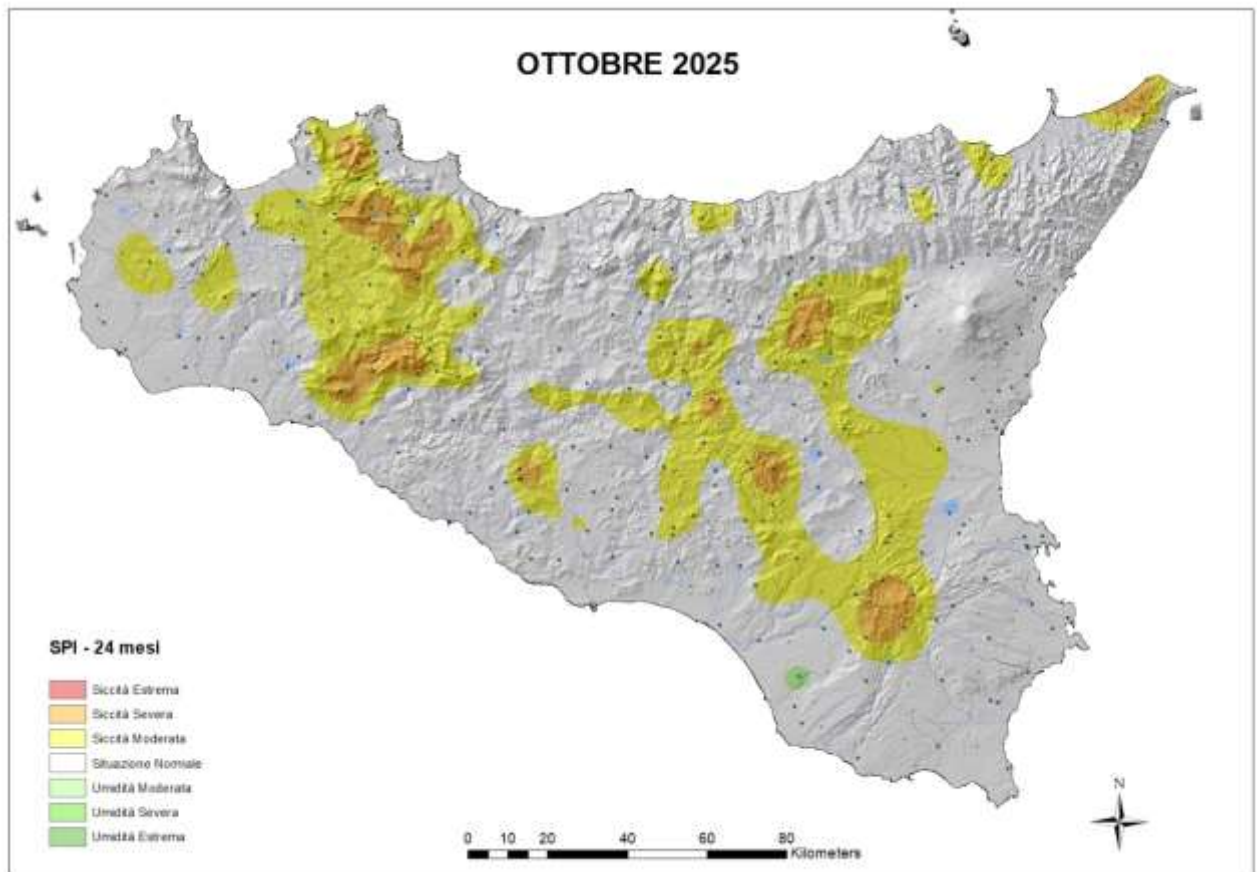 OTTOBRE 2025
SPI - 24 mesi
Siccità Estrema
Siccità Severa
Siccità Moderata
Situazione Normale
Umidità Moderata
Umidità Severa
Umidità Estrema
0 10 20 40 60 80
Kilometers
N